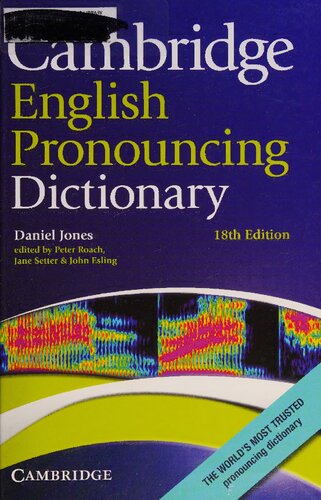 Cambridge
English
Pronouncing
Dictionary
Daniel Jones
18th Edition
edited by Peter Roach,
Jane Setter & John Esling
THE WORLD'S MOST TRUSTED
pronouncing dictionary
CAMBRIDGE